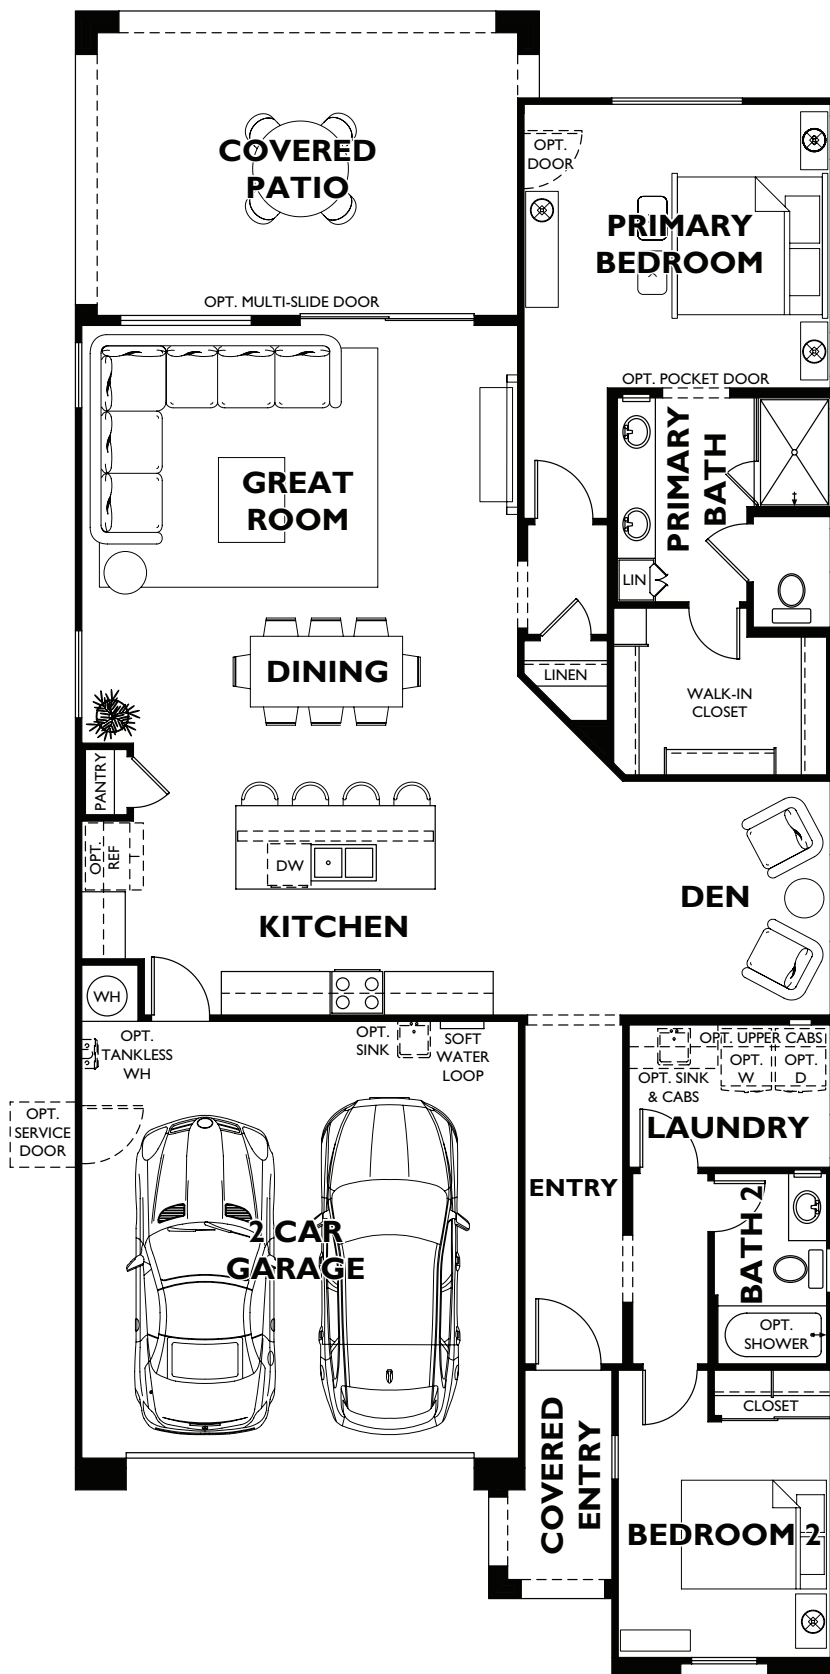 COVERED
PATIO
OPT. MULTI-SLIDE DOOR
OPT.
DOOR
PRIMARY
BEDROOM
OPT. POCKET DOOR
PRIMARY
BATH
GREAT
ROOM
LIN
DINING
LINEN
WALK-IN
CLOSET
PANTRY
OPT.
REF
DW
KITCHEN
DEN
WH
OPT.
TANKLESS
WH
OPT.
SINK
SOFT
WATER
LOOP
OPT. UPPER CABS
OPT.
W
OPT.
D
OPT. SINK
& CABS
LAUNDRY
OPT.
SERVICE
DOOR
ENTRY
BATH 2
2 CAR
GARAGE
OPT.
SHOWER
CLOSET
COVERED
ENTRY
BEDROOM 2